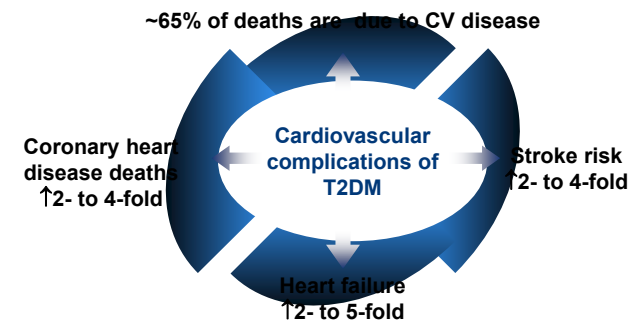 ~65% of deaths are  due to CV disease
Cardiovascular
complications of
T2DM
Coronary heart
disease deaths
↑2- to 4-fold
Stroke risk
↑2- to 4-fold
Heart failure
↑2- to 5-fold